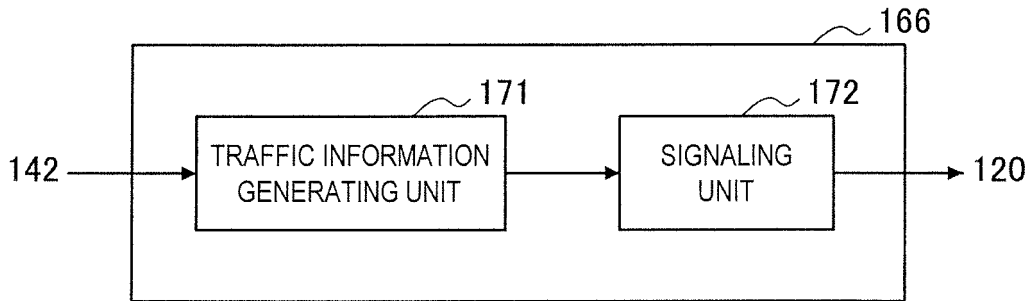 166
171
172
142
TRAFFIC INFORMATION
GENERATING UNIT
SIGNALING
UNIT
120